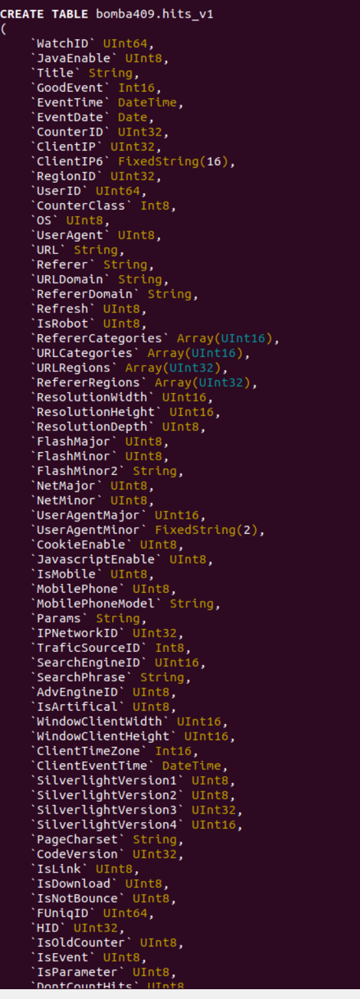 CREATE TABLE bomba409.hits_v1
(
`WatchID` UInt64,
`JavaEnable` UInt8,
`Title` String,
`GoodEvent` Int16,
`EventTime` DateTime,
`EventDate` Date,
`CounterID` UInt32,
`ClientIP` UInt32,
`ClientIP6` FixedString(16),
`RegionID` UInt32,
`UserID` UInt64,
`CounterClass` Int8,
`OS` UInt8,
`UserAgent` UInt8,
`URL` String,
`Referer` String,
`URLDomain` String,
`RefererDomain` String,
`Refresh` UInt8,
`IsRobot` UInt8,
`RefererCategories` Array(UInt16),
`URLCategories` Array(UInt16),
`URLRegions` Array(UInt32),
`RefererRegions` Array(UInt32),
`ResolutionWidth` UInt16,
`ResolutionHeight` UInt16,
`ResolutionDepth` UInt8,
`FlashMajor` UInt8,
`FlashMinor` UInt8,
`FlashMinor2` String,
`NetMajor` UInt8,
`NetMinor` UInt8,
`UserAgentMajor` UInt16,
`UserAgentMinor` FixedString(2),
`CookieEnable` UInt8,
`JavascriptEnable` UInt8,
`IsMobile` UInt8,
`MobilePhone` UInt8,
`MobilePhoneModel` String,
`Params` String,
`IPNetworkID` UInt32,
`TraficSourceID` Int8,
`SearchEngineID` UInt16,
`SearchPhrase` String,
`AdvEngineID` UInt8,
`IsArtifical` UInt8,
`WindowClientWidth` UInt16,
`WindowClientHeight` UInt16,
`ClientTimeZone` Int16,
`ClientEventTime` DateTime,
`SilverlightVersion1` UInt8,
`SilverlightVersion2` UInt8,
`SilverlightVersion3` UInt32,
`SilverlightVersion4` UInt16,
`PageCharset` String,
`CodeVersion` UInt32,
`IsLink` UInt8,
`IsDownload` UInt8,
`IsNotBounce` UInt8,
`FUniqID` UInt64,
`HID` UInt32,
`IsOldCounter` UInt8,
`IsEvent` UInt8,
`IsParameter` UInt8,
`DontCountHits` UInt8